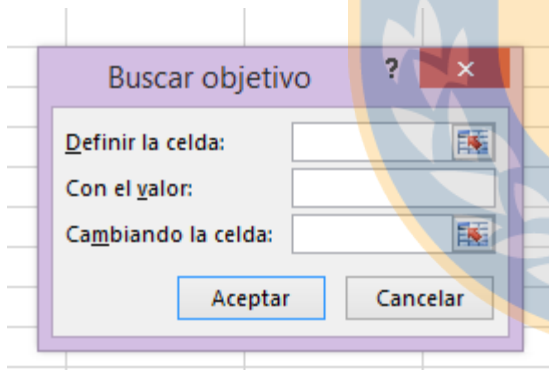 Buscar objetivo ? ×
Definir la celda:
Con el valor:
Cambiando la celda:
Aceptar Cancelar